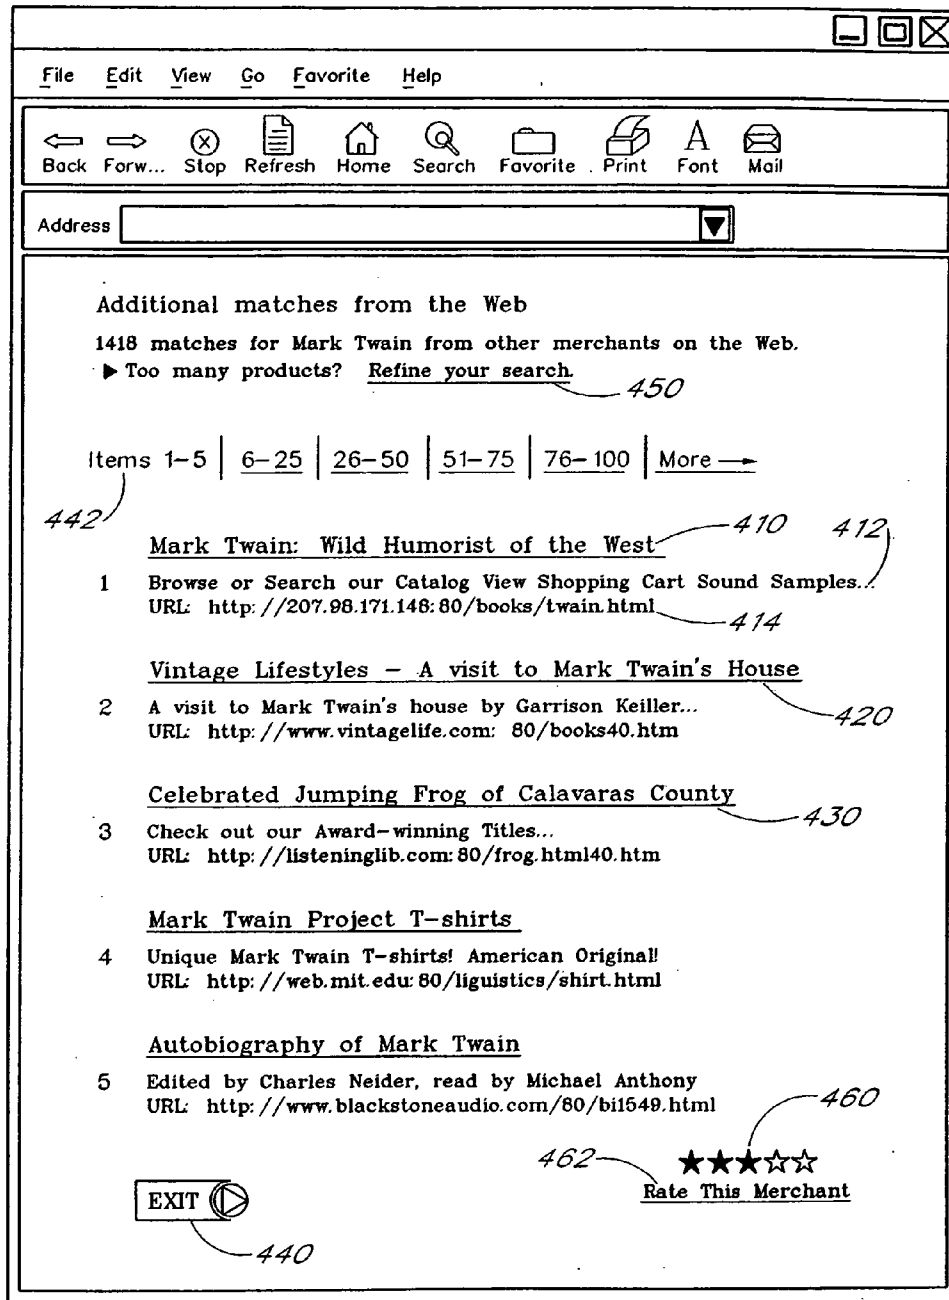 File Edit View Go Favorite Help
Back Forw... Stop Refresh Home Search Favorite Print Font Mail
Address
Additional matches from the Web
1418 matches for Mark Twain from other merchants on the Web.
Too many products? Refine your search.
450
Items 1-5 | 6-25 | 26-50 | 51-75 | 76-100 | More
442
410
412
Mark Twain: Wild Humorist of the West
1 Browse or Search our Catalog View Shopping Cart Sound Samples...
URL: http://207.98.171.148:80/books/twain.html
414
Vintage Lifestyles - A visit to Mark Twain's House
2 A visit to Mark Twain's house by Garrison Keiller...
420
URL: http://www.vintagelife.com: 80/books40.htm
Celebrated Jumping Frog of Calavaras County
430
3 Check out our Award-winning Titles...
URL: http://listeninglib.com:80/frog.html40.htm
Mark Twain Project T-shirts
4 Unique Mark Twain T-shirts! American Original!
URL: http://web.mit.edu:80/liguistics/shirt.html
Autobiography of Mark Twain
5 Edited by Charles Neider, read by Michael Anthony
URL: http://www.blackstoneaudio.com/80/bi1549.html
460
462
Rate This Merchant
EXIT
440